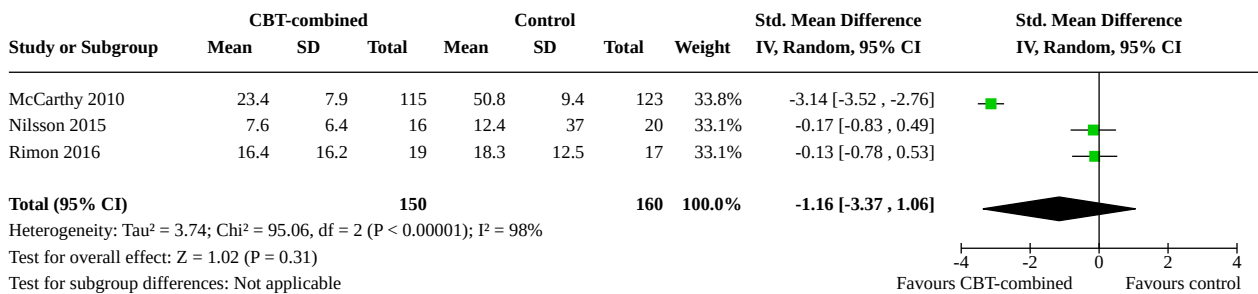 CBT-combined Control Std. Mean Difference Std. Mean Difference
Study or Subgroup Mean SD Total Mean SD Total Weight IV, Random, 95% CI IV, Random, 95% CI
McCarthy 2010 23.4 7.9 115 50.8 9.4 123 33.8% -3.14 [-3.52 , -2.76]
Nilsson 2015 7.6 6.4 16 12.4 37 20 33.1% -0.17 [-0.83 , 0.49]
Rimon 2016 16.4 16.2 19 18.3 12.5 17 33.1% -0.13 [-0.78 , 0.53]
Total (95% CI) 150 160 100.0% -1.16 [-3.37 , 1.06]
Heterogeneity: Tau² = 3.74; Chi² = 95.06, df = 2 (P < 0.00001); I² = 98%
Test for overall effect: Z = 1.02 (P = 0.31)
-4 -2 0 2 4
Test for subgroup differences: Not applicable Favours CBT-combined Favours control